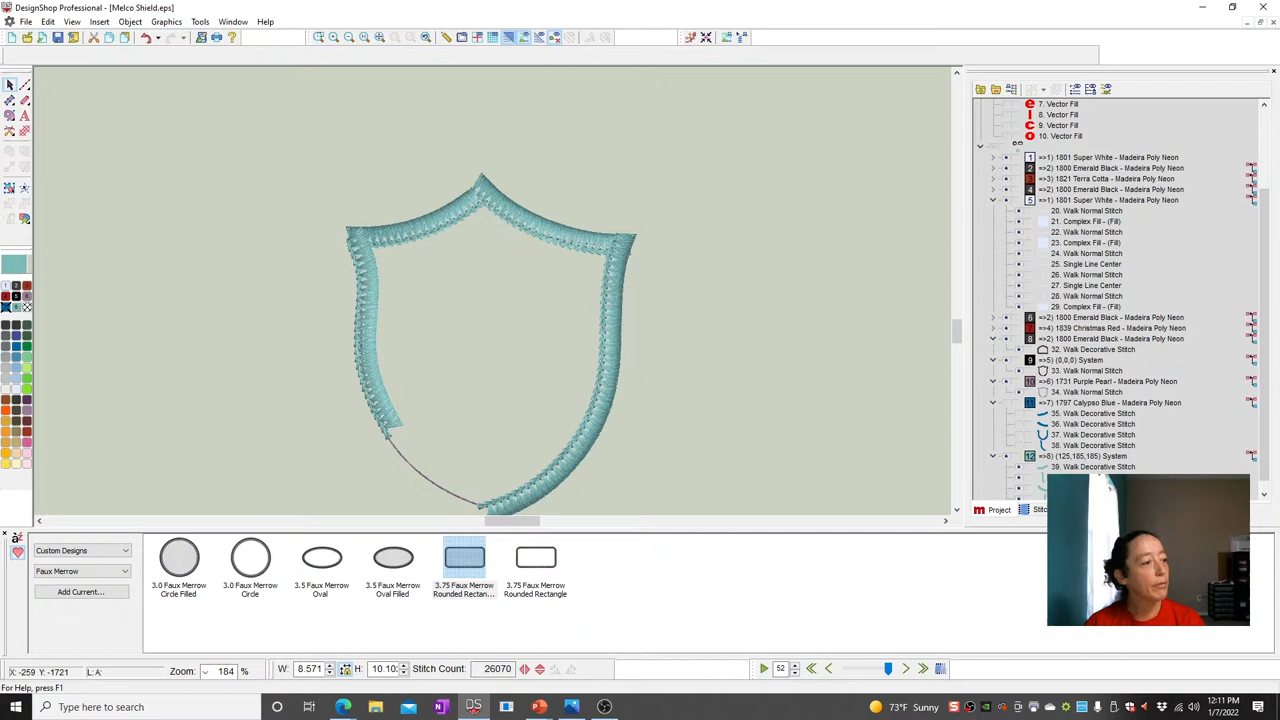 DesignShop Professional - [Melco Shield.eps]
File Edit View Insert Object Graphics Tools Window Help
7. Vector Fill
8. Vector Fill
9. Vector Fill
10. Vector Fill
1 =>1) 1801 Super White - Madeira Poly Neon
2 =>2) 1800 Emerald Black - Madeira Poly Neon
3 =>3) 1821 Terra Cotta - Madeira Poly Neon
4 =>2) 1800 Emerald Black - Madeira Poly Neon
5 =>1) 1801 Super White - Madeira Poly Neon
20. Walk Normal Stitch
21. Complex Fill - (Fill)
22. Walk Normal Stitch
23. Complex Fill - (Fill)
24. Walk Normal Stitch
25. Single Line Center
26. Walk Normal Stitch
27. Single Line Center
28. Walk Normal Stitch
29. Complex Fill - (Fill)
6 =>2) 1800 Emerald Black - Madeira Poly Neon
7 =>4) 1839 Christmas Red - Madeira Poly Neon
8 =>2) 1800 Emerald Black - Madeira Poly Neon
32. Walk Decorative Stitch
9 =>5) (0,0,0) System
33. Walk Normal Stitch
10 =>6) 1731 Purple Pearl - Madeira Poly Neon
34. Walk Normal Stitch
11 =>7) 1797 Calypso Blue - Madeira Poly Neon
35. Walk Decorative Stitch
36. Walk Decorative Stitch
37. Walk Decorative Stitch
38. Walk Decorative Stitch
12 =>8) (125,185,185) System
39. Walk Decorative Stitch
Project
Custom Designs
Faux Merrow
Add Current...
3.0 Faux Merrow Circle Filled
3.0 Faux Merrow Circle
3.5 Faux Merrow Oval
3.5 Faux Merrow Oval Filled
3.75 Faux Merrow Rounded Rectan...
3.75 Faux Merrow Rounded Rectangle
X: -259 Y: -1721 L: A: Zoom: 184 % W: 8.571 H: 10.10 Stitch Count: 26070 52
For Help, press F1
Type here to search
73°F Sunny
12:11 PM
1/7/2022